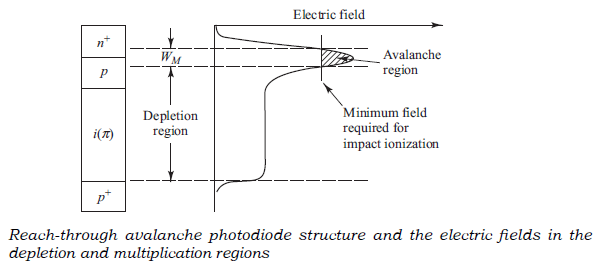 Electric field
n+
W_M
p
Avalanche
region
Depletion
region
i(π)
Minimum field
required for
impact ionization
p+
Reach-through avalanche photodiode structure and the electric fields in the
depletion and multiplication regions